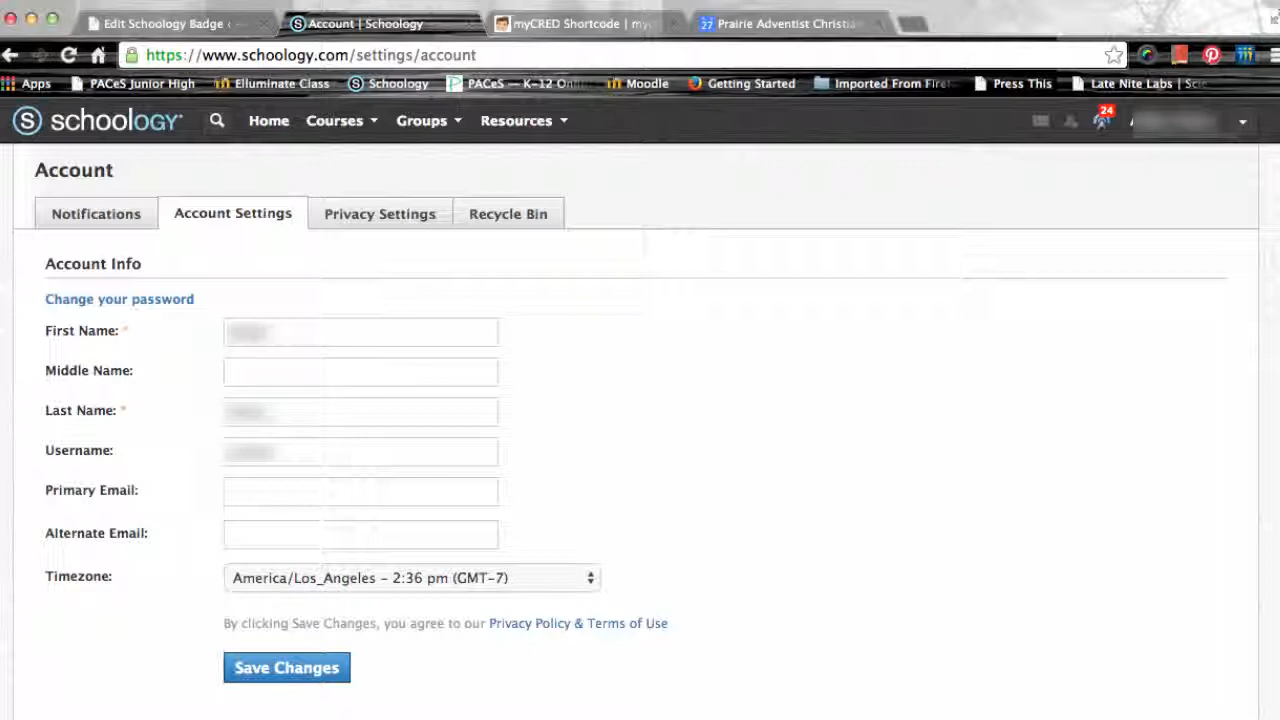 Edit Schoology Badge ‹ Account | Schoology myCRED Shortcode | my Prairie Adventist Christia
https://www.schoology.com/settings/account
Apps PACeS Junior High Elluminate Class Schoology PACeS — K-12 Onl Moodle Getting Started Imported From Firef Press This Late Nite Labs | Sci
schoology Home Courses Groups Resources 24
Account
Notifications Account Settings Privacy Settings Recycle Bin
Account Info
Change your password
First Name: *
Middle Name:
Last Name: *
Username:
Primary Email:
Alternate Email:
Timezone: America/Los_Angeles – 2:36 pm (GMT-7)
By clicking Save Changes, you agree to our Privacy Policy & Terms of Use
Save Changes